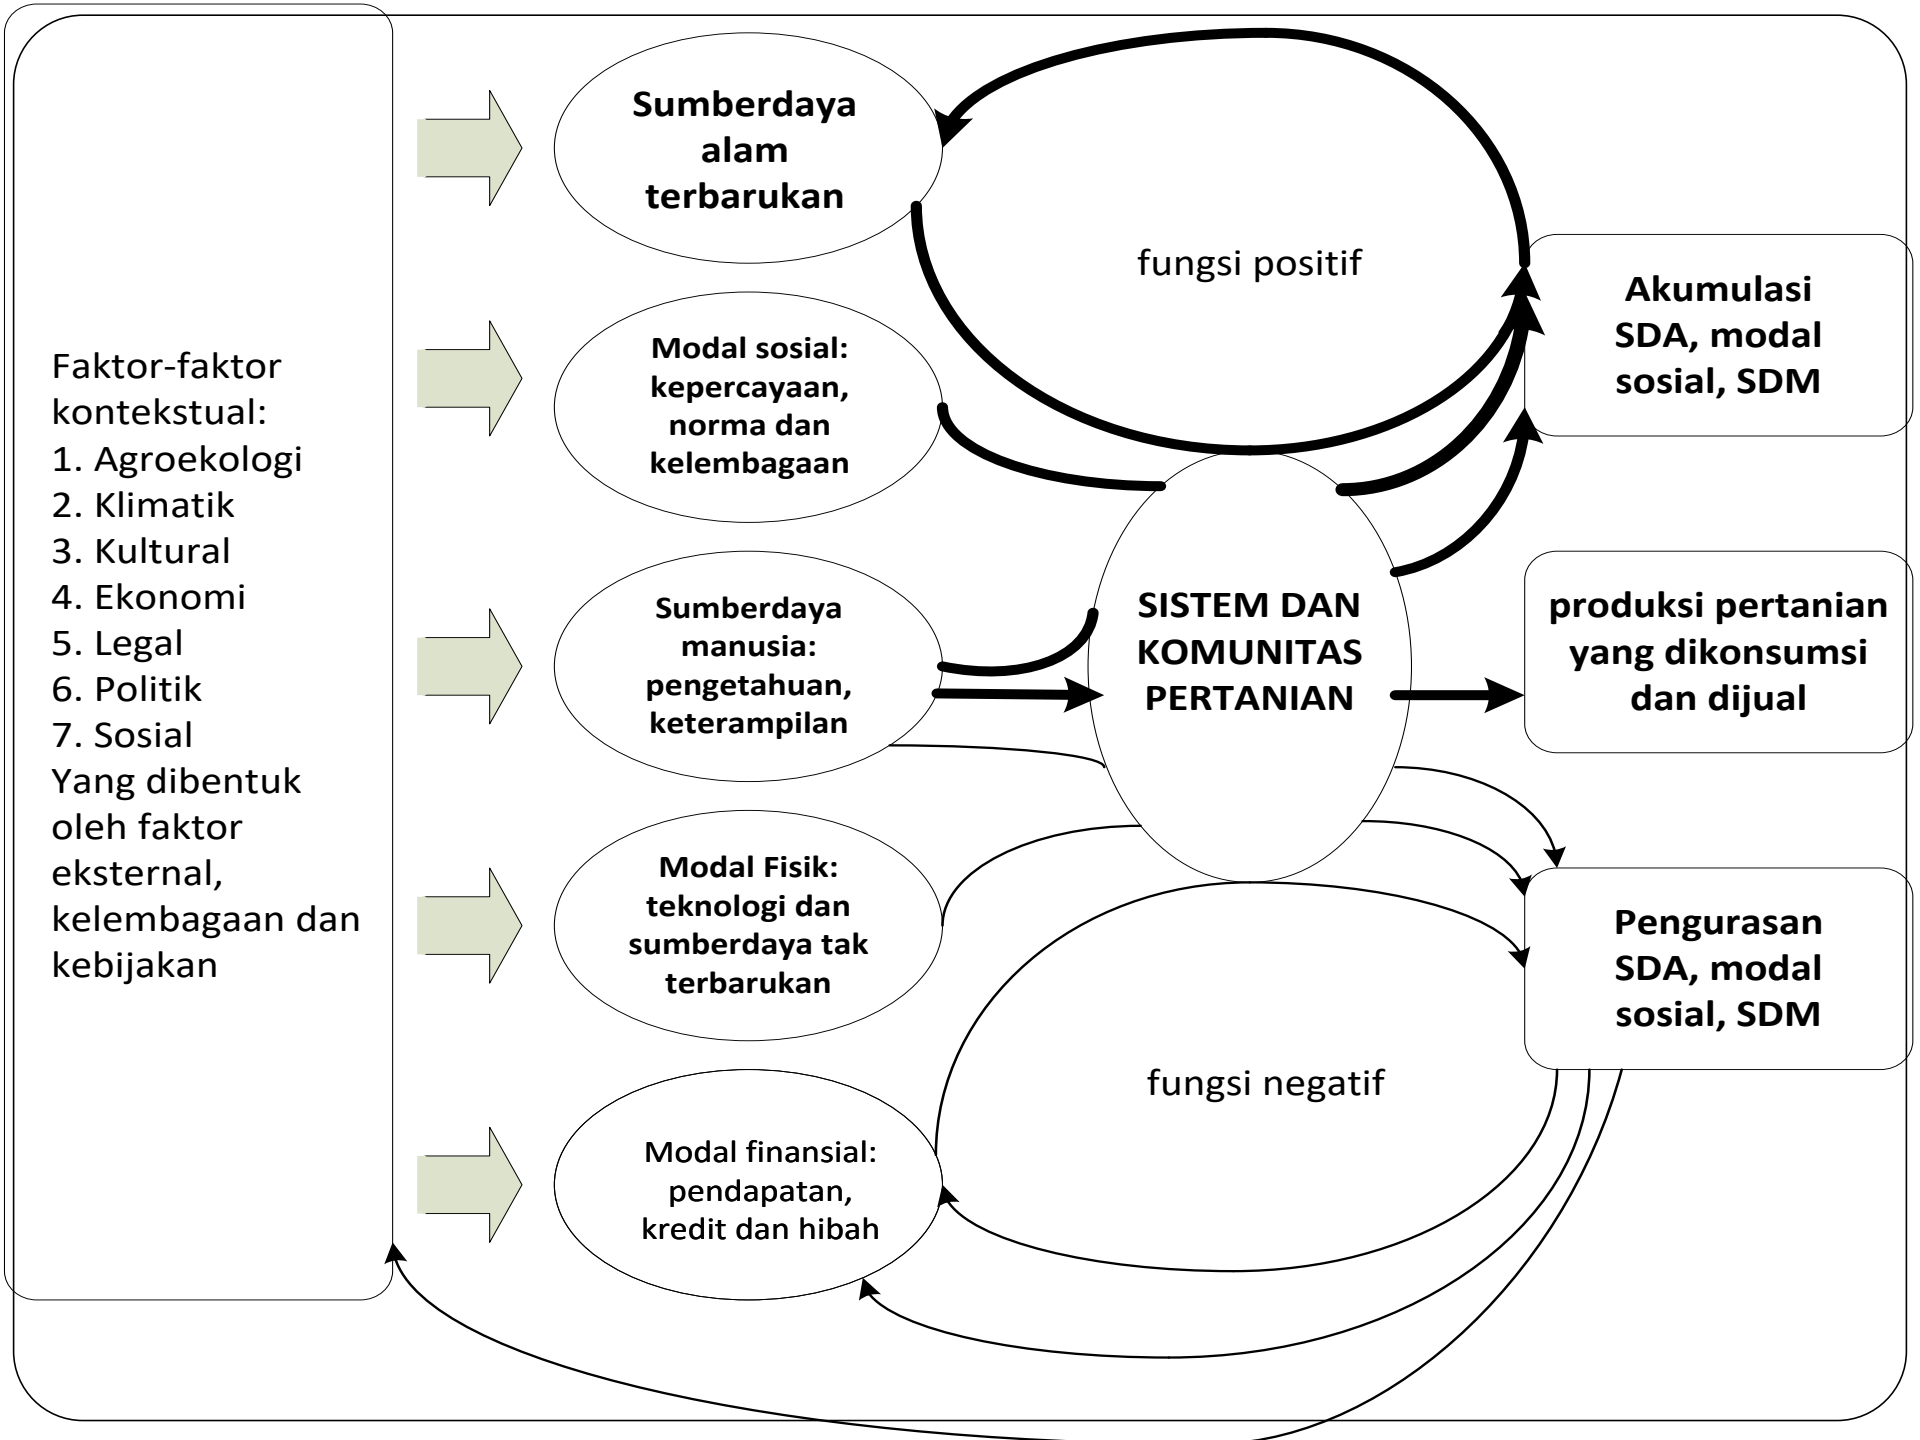 Faktor-faktor
kontekstual:
1. Agroekologi
2. Klimatik
3. Kultural
4. Ekonomi
5. Legal
6. Politik
7. Sosial
Yang dibentuk
oleh faktor
eksternal,
kelembagaan dan
kebijakan
Sumberdaya
alam
terbarukan
Modal sosial:
kepercayaan,
norma dan
kelembagaan
Sumberdaya
manusia:
pengetahuan,
keterampilan
Modal Fisik:
teknologi dan
sumberdaya tak
terbarukan
Modal finansial:
pendapatan,
kredit dan hibah
fungsi positif
SISTEM DAN
KOMUNITAS
PERTANIAN
fungsi negatif
Akumulasi
SDA, modal
sosial, SDM
produksi pertanian
yang dikonsumsi
dan dijual
Pengurasan
SDA, modal
sosial, SDM